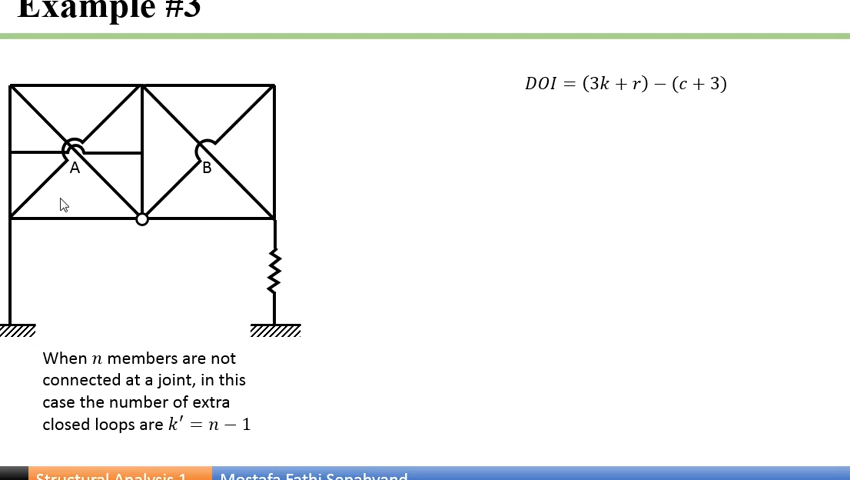 Example #3
DOI = (3k + r) − (c + 3)
A
B
When n members are not
connected at a joint, in this
case the number of extra
closed loops are k′ = n − 1
Structural Analysis 1
Mostafa Fathi Sepahvand